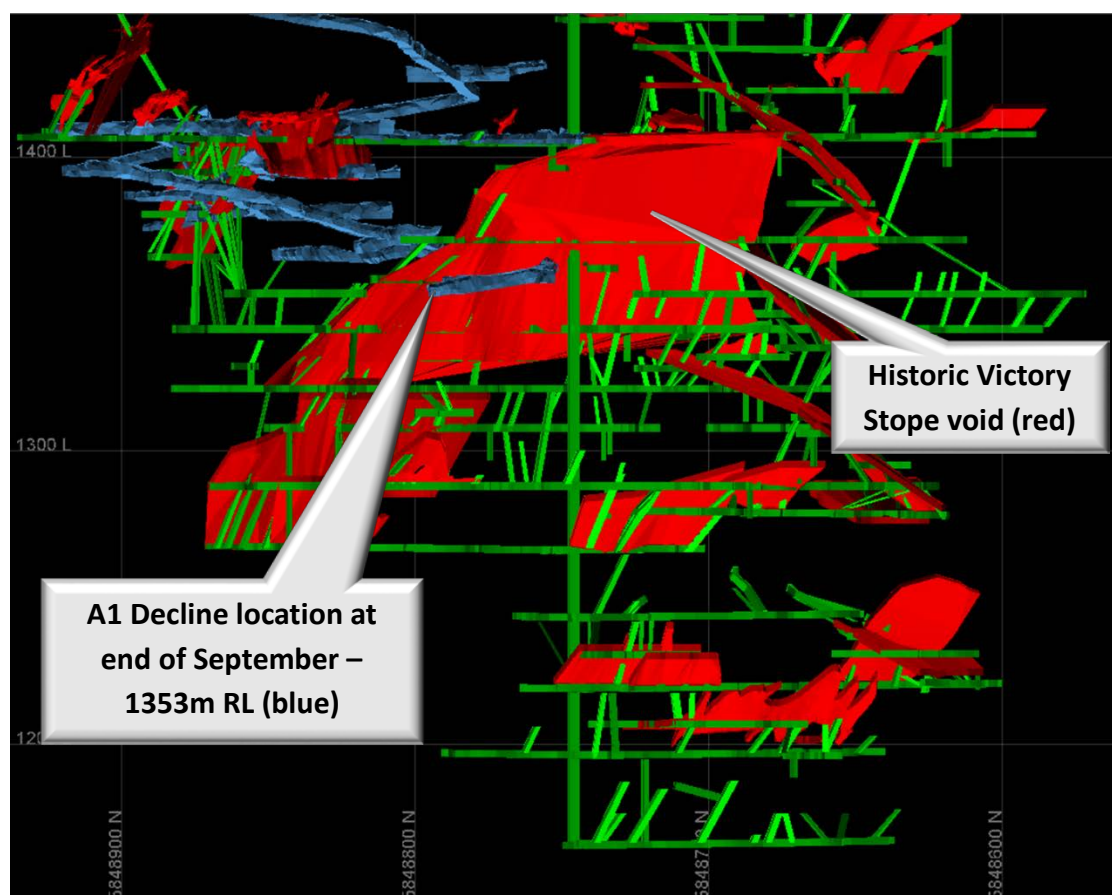 1400 L
Historic Victory
Stope void (red)
1300 L
A1 Decline location at
end of September –
1353m RL (blue)
5848900 N
5848800 N
5848600 N